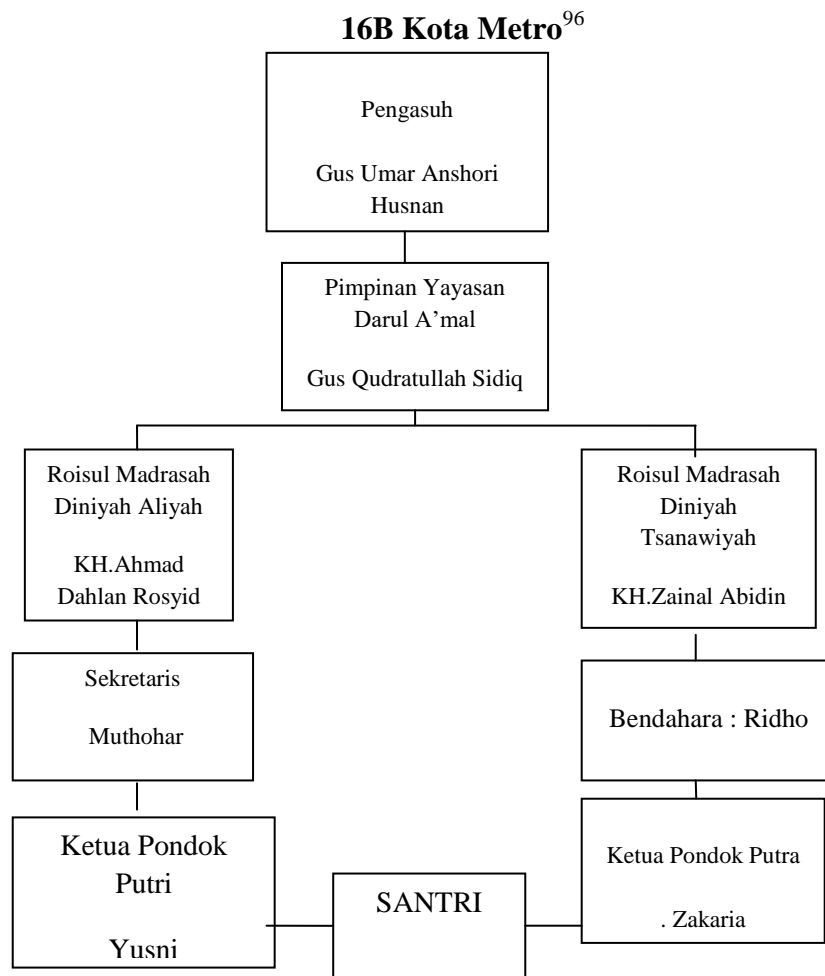 16B Kota Metro96
Pengasuh
Gus Umar Anshori
Husnan
Pimpinan Yayasan
Darul A’mal
Gus Qudratullah Sidiq
Roisul Madrasah
Diniyah Aliyah
KH.Ahmad
Dahlan Rosyid
Roisul Madrasah
Diniyah
Tsanawiyah
KH.Zainal Abidin
Sekretaris
Muthohar
Bendahara : Ridho
Ketua Pondok
Putri
Yusni
SANTRI
Ketua Pondok Putra
. Zakaria